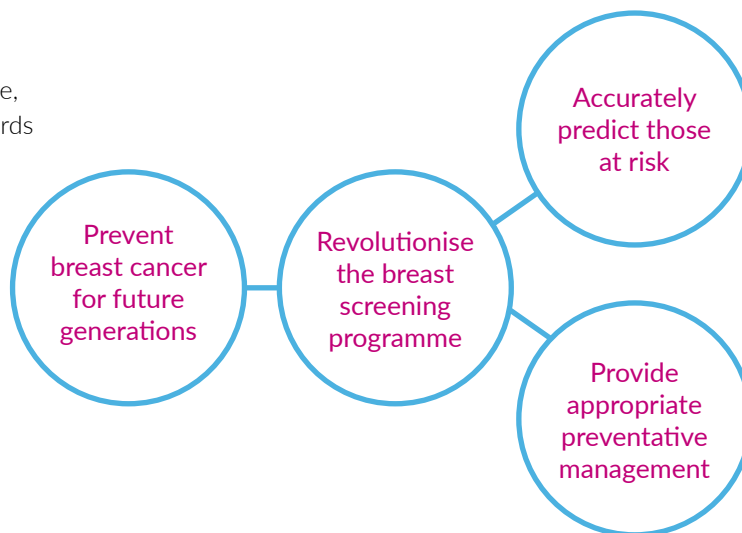 e,
rds
Prevent
breast cancer
for future
generations
Revolutionise
the breast
screening
programme
Accurately
predict those
at risk
Provide
appropriate
preventative
management